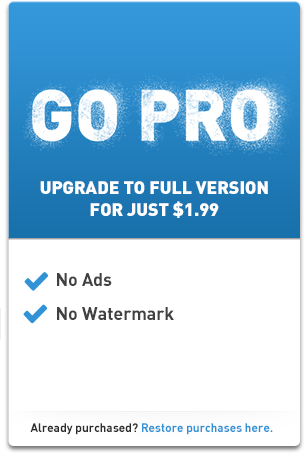 GO PRO
UPGRADE TO FULL VERSION
FOR JUST $1.99
No Ads
No Watermark
Already purchased? Restore purchases here.